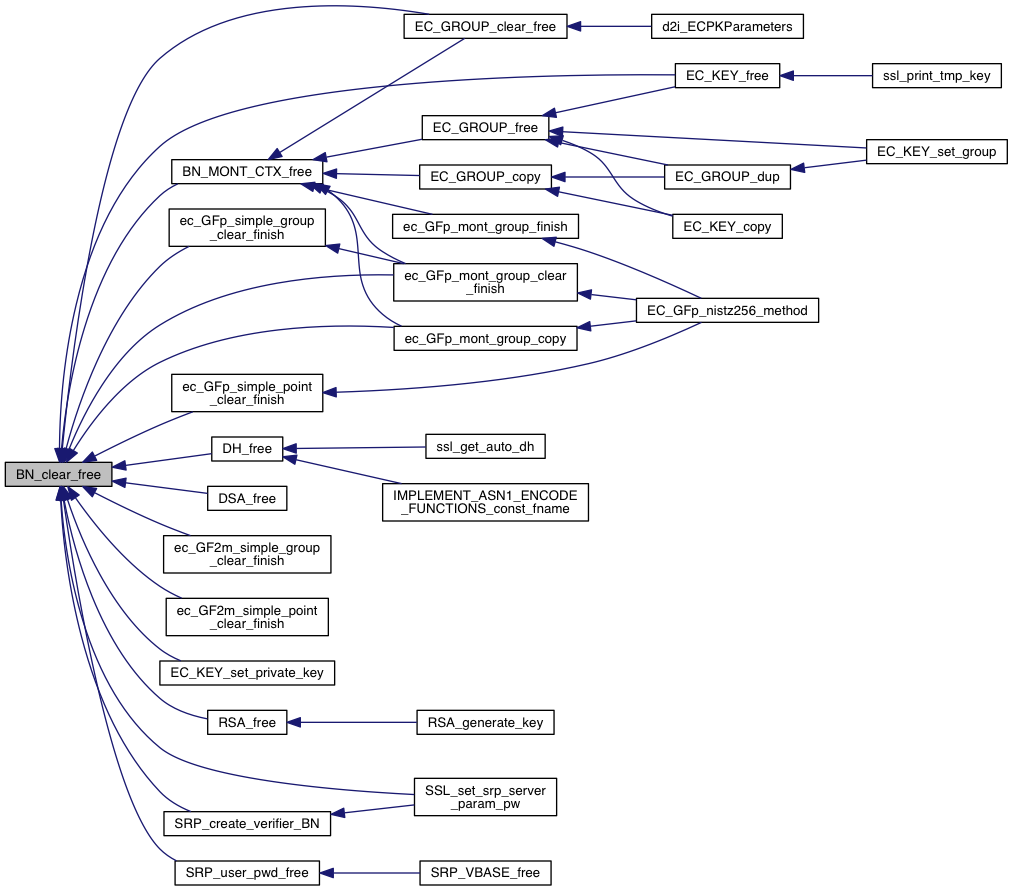 EC_GROUP_clear_free
d2i_ECPKParameters
EC_KEY_free
ssl_print_tmp_key
EC_GROUP_free
EC_KEY_set_group
BN_MONT_CTX_free
EC_GROUP_copy
EC_GROUP_dup
ec_GFp_simple_group
_clear_finish
ec_GFp_mont_group_finish
EC_KEY_copy
ec_GFp_mont_group_clear
_finish
EC_GFp_nistz256_method
ec_GFp_mont_group_copy
ec_GFp_simple_point
_clear_finish
DH_free
ssl_get_auto_dh
BN_clear_free
DSA_free
IMPLEMENT_ASN1_ENCODE
_FUNCTIONS_const_fname
ec_GF2m_simple_group
_clear_finish
ec_GF2m_simple_point
_clear_finish
EC_KEY_set_private_key
RSA_free
RSA_generate_key
SSL_set_srp_server
_param_pw
SRP_create_verifier_BN
SRP_user_pwd_free
SRP_VBASE_free